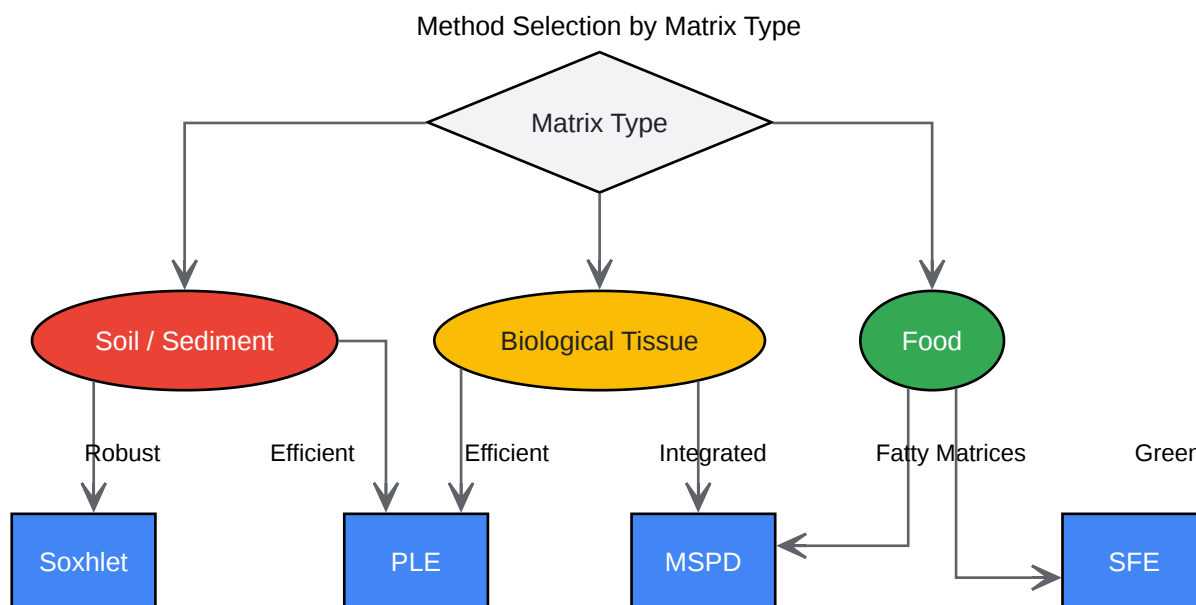 Method Selection by Matrix Type
Matrix Type
Soil / Sediment
Biological Tissue
Food
Robust
Efficient
Efficient
Integrated
Fatty Matrices
Green
Soxhlet
PLE
MSPD
SFE